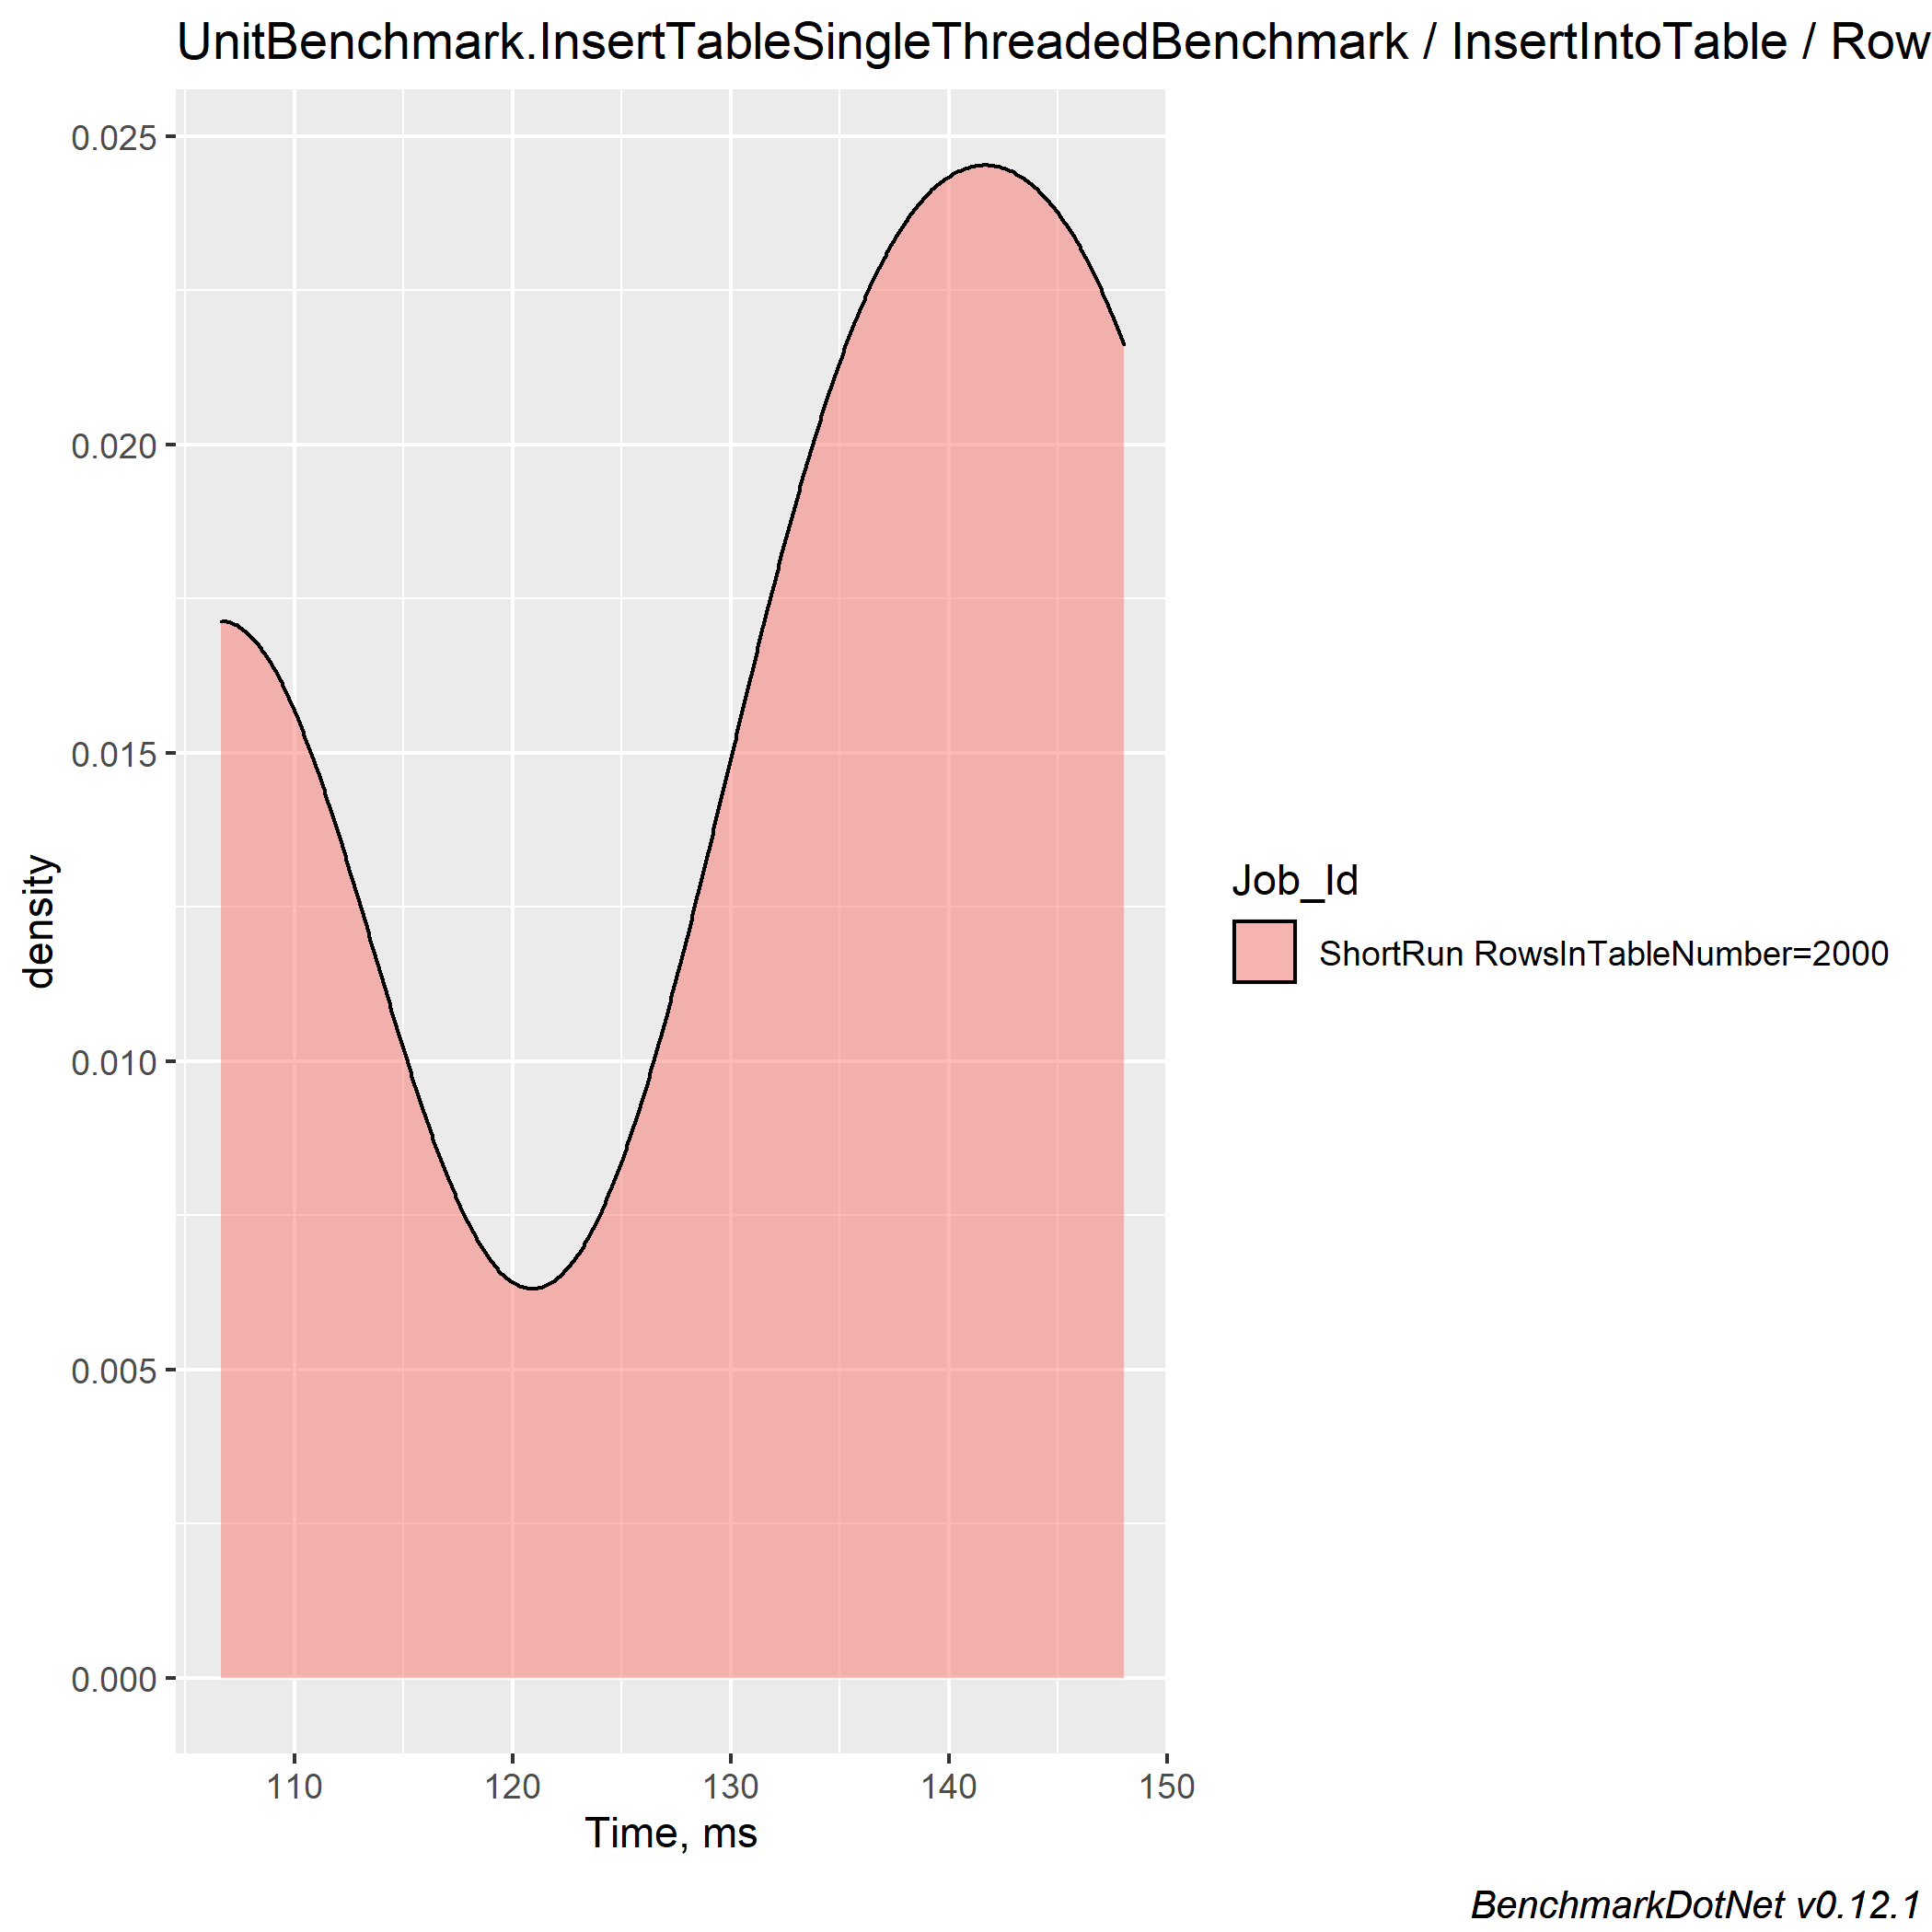 UnitBenchmark.InsertTableSingleThreadedBenchmark / InsertIntoTable / Row
0.025
0.020
0.015
0.010
0.005
0.000
density
110 120 130 140 150
Time, ms
Job_Id
ShortRun RowsInTableNumber=2000
BenchmarkDotNet v0.12.1